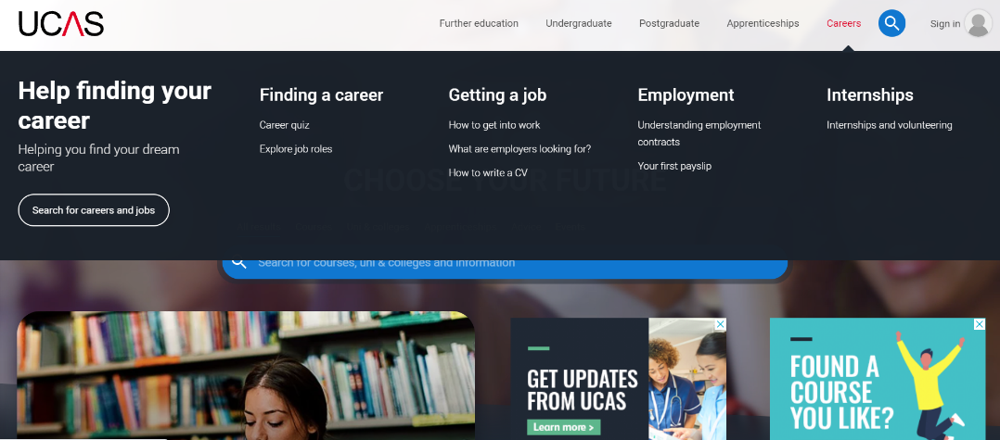 UCAS
Further education
Undergraduate
Postgraduate
Apprenticeships
Careers
Sign in
Help finding your
career
Helping you find your dream
career
Search for careers and jobs
Finding a career
Career quiz
Explore job roles
Getting a job
How to get into work
What are employers looking for?
How to write a CV
Employment
Understanding employment
contracts
Your first payslip
Internships
Internships and volunteering
CHOOSE YOUR FUTURE
Search for courses, uni & colleges and information
GET UPDATES
FROM UCAS
Learn more >
FOUND A
COURSE
YOU LIKE?